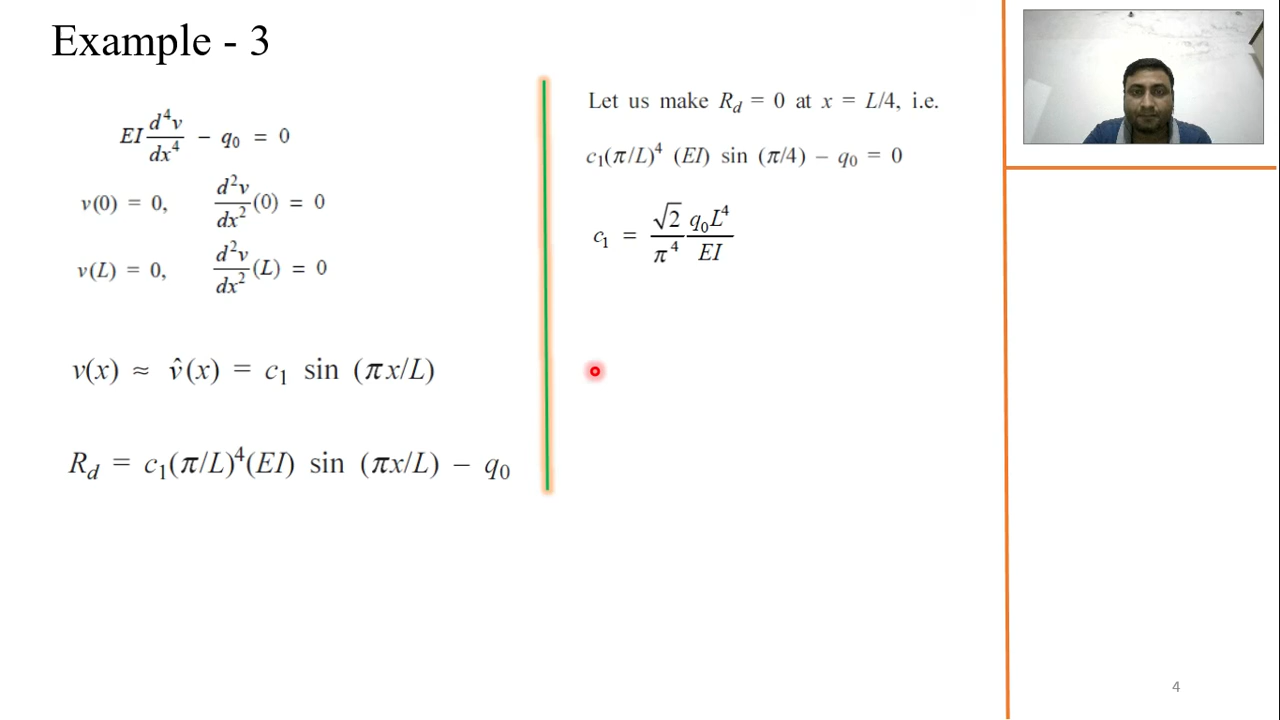 Example - 3
EI d⁴v/dx⁴ − q₀ = 0
v(0) = 0, d²v/dx² (0) = 0
v(L) = 0, d²v/dx² (L) = 0
v(x) ≈ v̂(x) = c₁ sin (πx/L)
R_d = c₁(π/L)⁴(EI) sin (πx/L) − q₀
Let us make R_d = 0 at x = L/4, i.e.
c₁(π/L)⁴ (EI) sin (π/4) − q₀ = 0
c₁ = √2/π⁴ q₀L⁴/EI
4